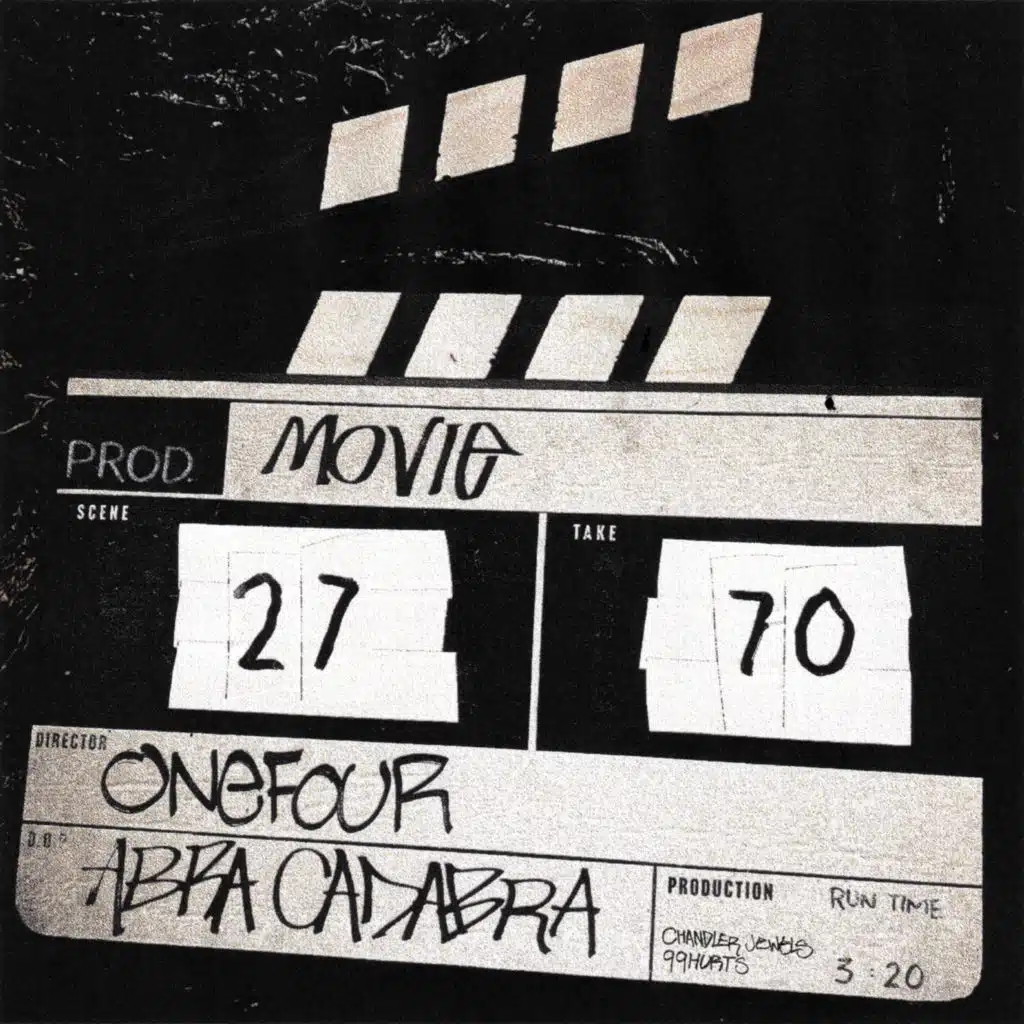 PROD. MOVIE
SCENE
TAKE
27
70
DIRECTOR
ONEFOUR
D.O.P
ABRA CADABRA
PRODUCTION
RUN TIME
CHANDLER JEWELS
99HURTS
3:20